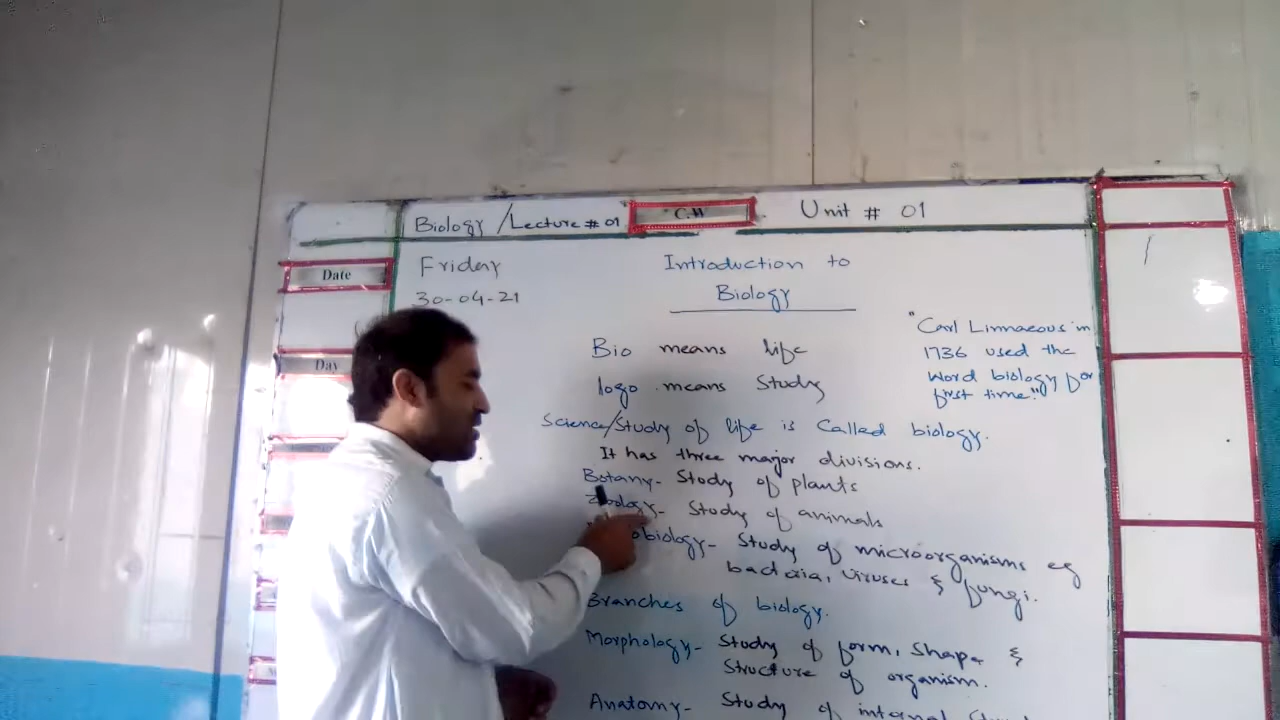 Biology/Lecture # 01
C.W
Unit # 01
Date
Friday
30-04-21
Day
Introduction to
Biology
"Carl Linnaeous in
1736 used the
Word biology for
first time."
Bio means life
logo means Study
Science/Study of life is Called biology.
It has three major divisions.
Botany- Study of plants
Zoology- Study of animals
obiology- Study of microorganisms eg
bacteria, viruses & fungi.
Branches of biology.
Morphology- Study of form, Shape &
Structure of organism.
Anatomy- Study of internal